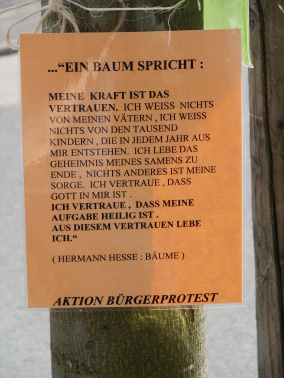 ..."EIN BAUM SPRICHT :
MEINE KRAFT IST DAS
VERTRAUEN. ICH WEISS NICHTS
VON MEINEN VÄTERN , ICH WEISS
NICHTS VON DEN TAUSEND
KINDERN , DIE IN JEDEM JAHR AUS
MIR ENTSTEHEN. ICH LEBE DAS
GEHEIMNIS MEINES SAMENS ZU
ENDE , NICHTS ANDERES IST MEINE
SORGE. ICH VERTRAUE , DASS
GOTT IN MIR IST .
ICH VERTRAUE , DASS MEINE
AUFGABE HEILIG IST .
AUS DIESEM VERTRAUEN LEBE
ICH."
( HERMANN HESSE : BÄUME )
AKTION BÜRGERPROTEST